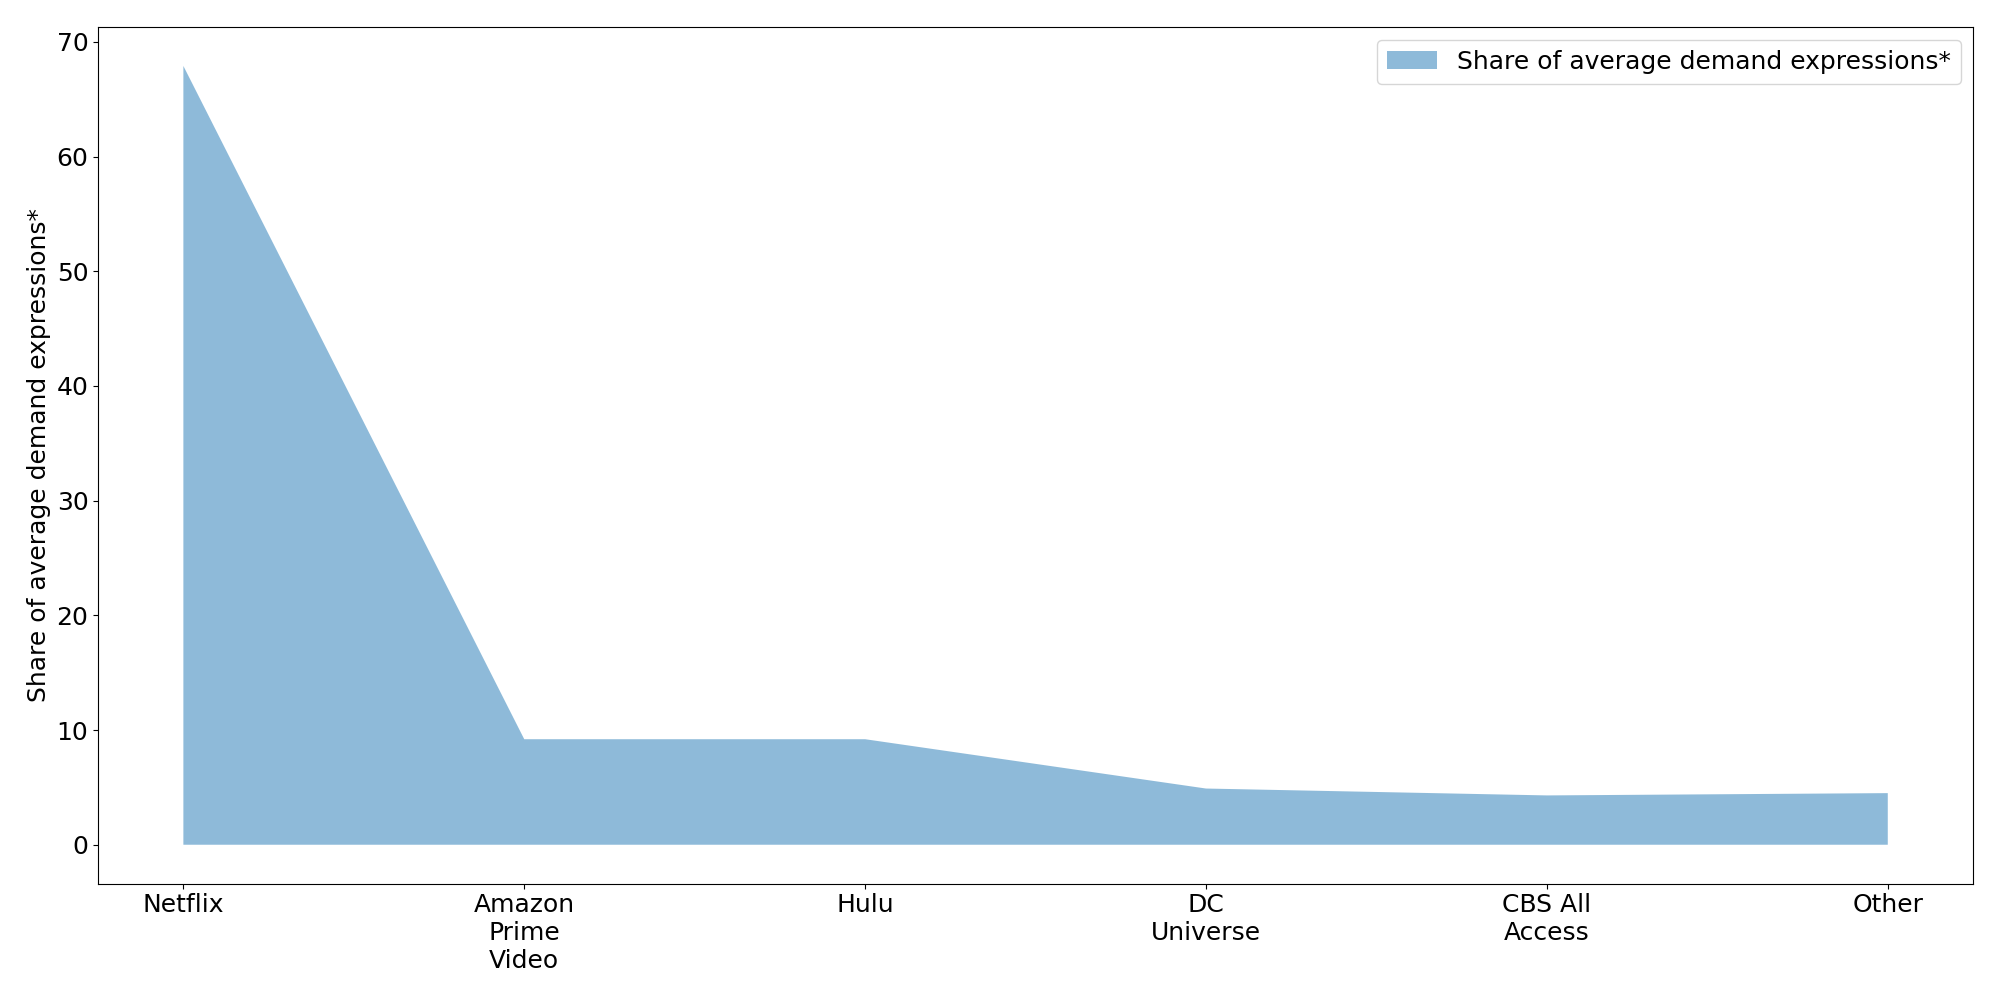 Share of average demand expressions*
Share of average demand expressions*
70
60
50
40
30
20
10
0
Netflix
Amazon
Prime
Video
Hulu
DC
Universe
CBS All
Access
Other